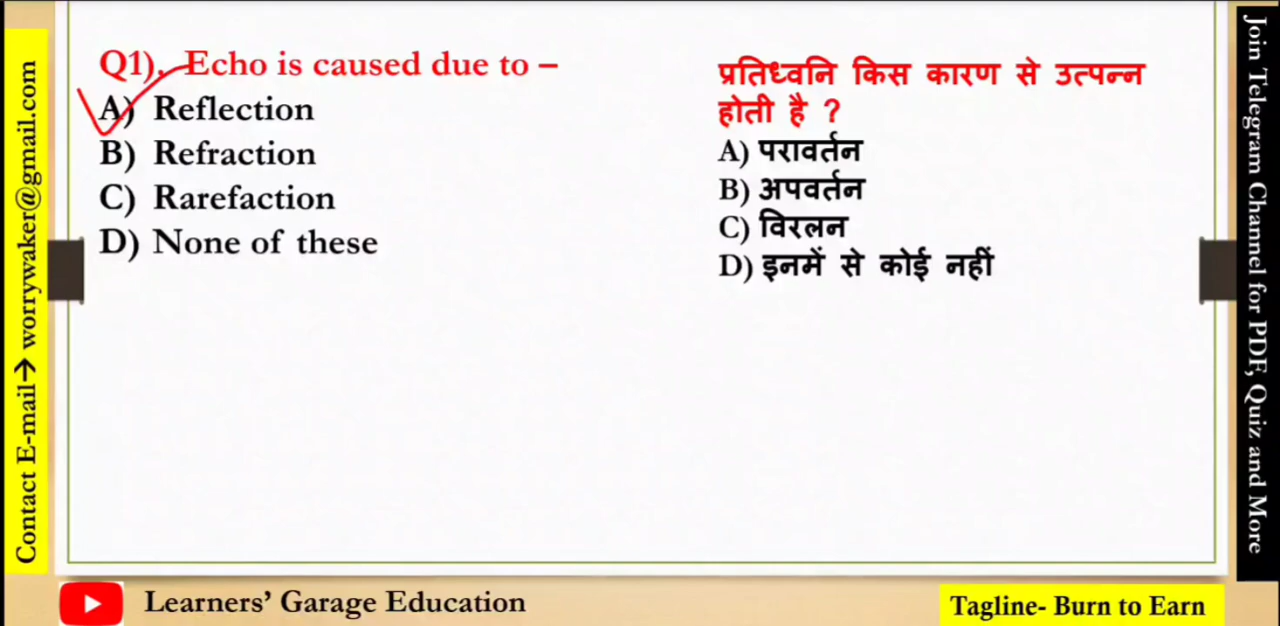 Contact E-mail→ worrywaker@gmail.com
Q1). Echo is caused due to –
A) Reflection
B) Refraction
C) Rarefaction
D) None of these
प्रतिध्वनि किस कारण से उत्पन्न
होती है ?
A) परावर्तन
B) अपवर्तन
C) विरलन
D) इनमें से कोई नहीं
Join Telegram Channel for PDF, Quiz and More
Learners’ Garage Education
Tagline- Burn to Earn